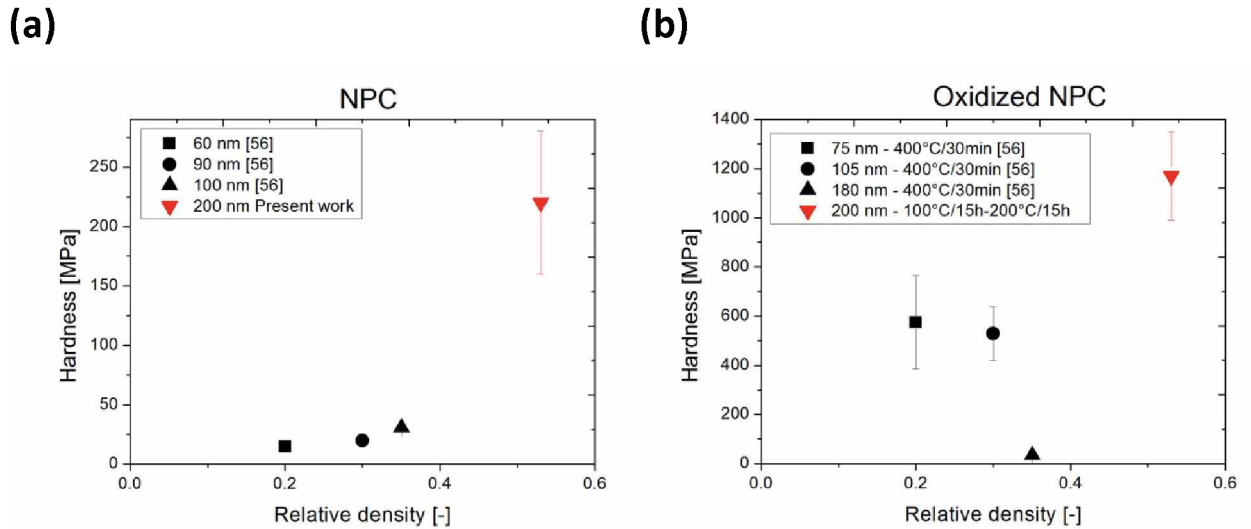 (a)
NPC
60 nm [56]
90 nm [56]
100 nm [56]
200 nm Present work
Hardness [MPa]
250
200
150
100
50
0
0.0
0.2
0.4
0.6
Relative density [-]
(b)
Oxidized NPC
75 nm - 400°C/30min [56]
105 nm - 400°C/30min [56]
180 nm - 400°C/30min [56]
200 nm - 100°C/15h-200°C/15h
Hardness [MPa]
1400
1200
1000
800
600
400
200
0
0.0
0.2
0.4
0.6
Relative density [-]